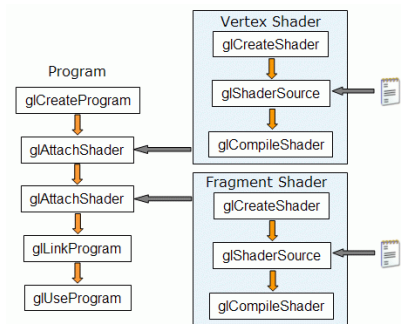 Program
glCreateProgram
glAttachShader
glAttachShader
glLinkProgram
glUseProgram
Vertex Shader
glCreateShader
glShaderSource
glCompileShader
Fragment Shader
glCreateShader
glShaderSource
glCompileShader